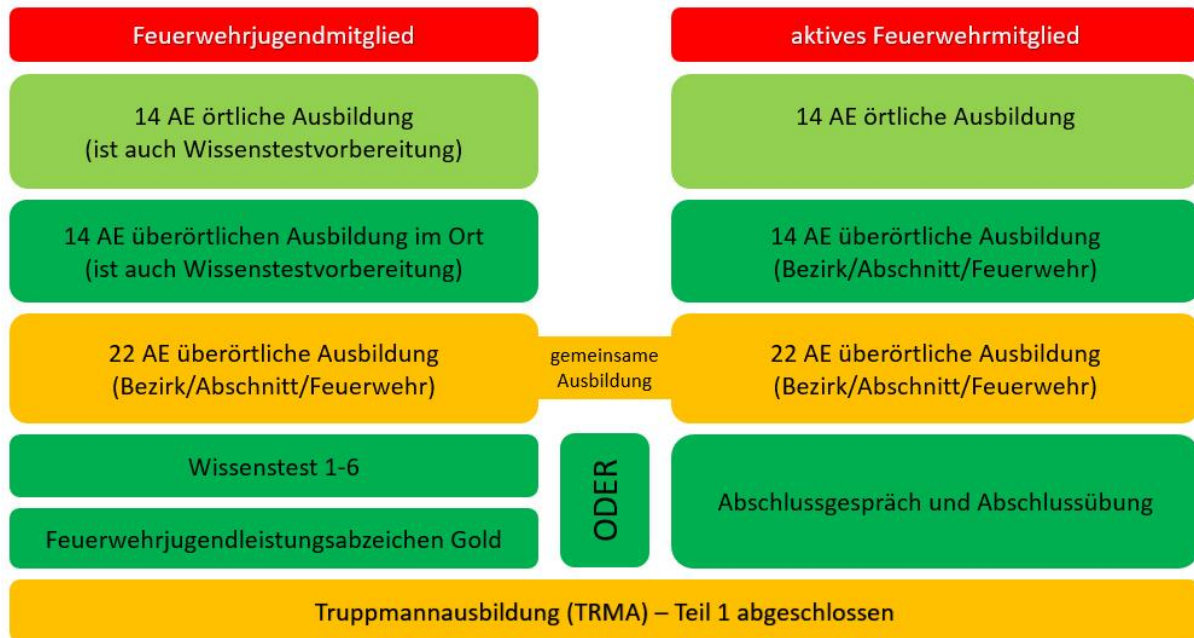 Feuerwehrjugendmitglied
aktives Feuerwehrmitglied
14 AE örtliche Ausbildung
(ist auch Wissenstestvorbereitung)
14 AE örtliche Ausbildung
14 AE überörtlichen Ausbildung im Ort
(ist auch Wissenstestvorbereitung)
14 AE überörtliche Ausbildung
(Bezirk/Abschnitt/Feuerwehr)
22 AE überörtliche Ausbildung
(Bezirk/Abschnitt/Feuerwehr)
gemeinsame
Ausbildung
22 AE überörtliche Ausbildung
(Bezirk/Abschnitt/Feuerwehr)
Wissenstest 1-6
Feuerwehrjugendleistungsabzeichen Gold
ODER
Abschlussgespräch und Abschlussübung
Truppmannausbildung (TRMA) – Teil 1 abgeschlossen